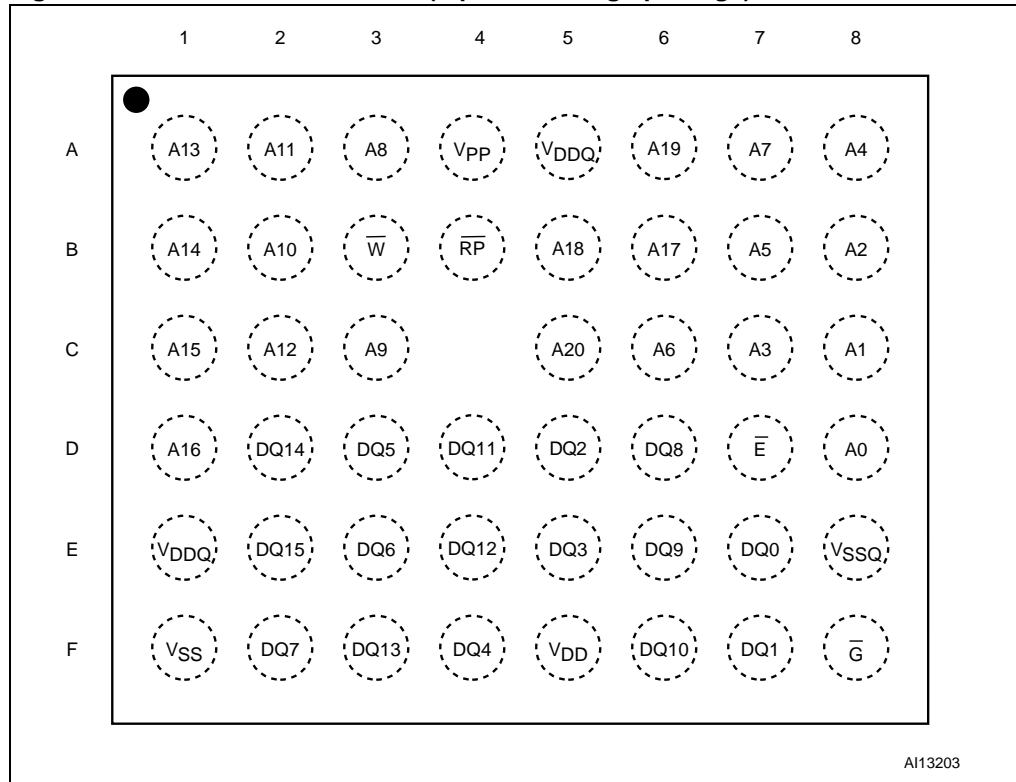 1 2 3 4 5 6 7 8
A A13 A11 A8 VPP VDDQ A19 A7 A4
B A14 A10 W̅ R̅P̅ A18 A17 A5 A2
C A15 A12 A9 A20 A6 A3 A1
D A16 DQ14 DQ5 DQ11 DQ2 DQ8 E̅ A0
E VDDQ DQ15 DQ6 DQ12 DQ3 DQ9 DQ0 VSSQ
F VSS DQ7 DQ13 DQ4 VDD DQ10 DQ1 G̅
AI13203